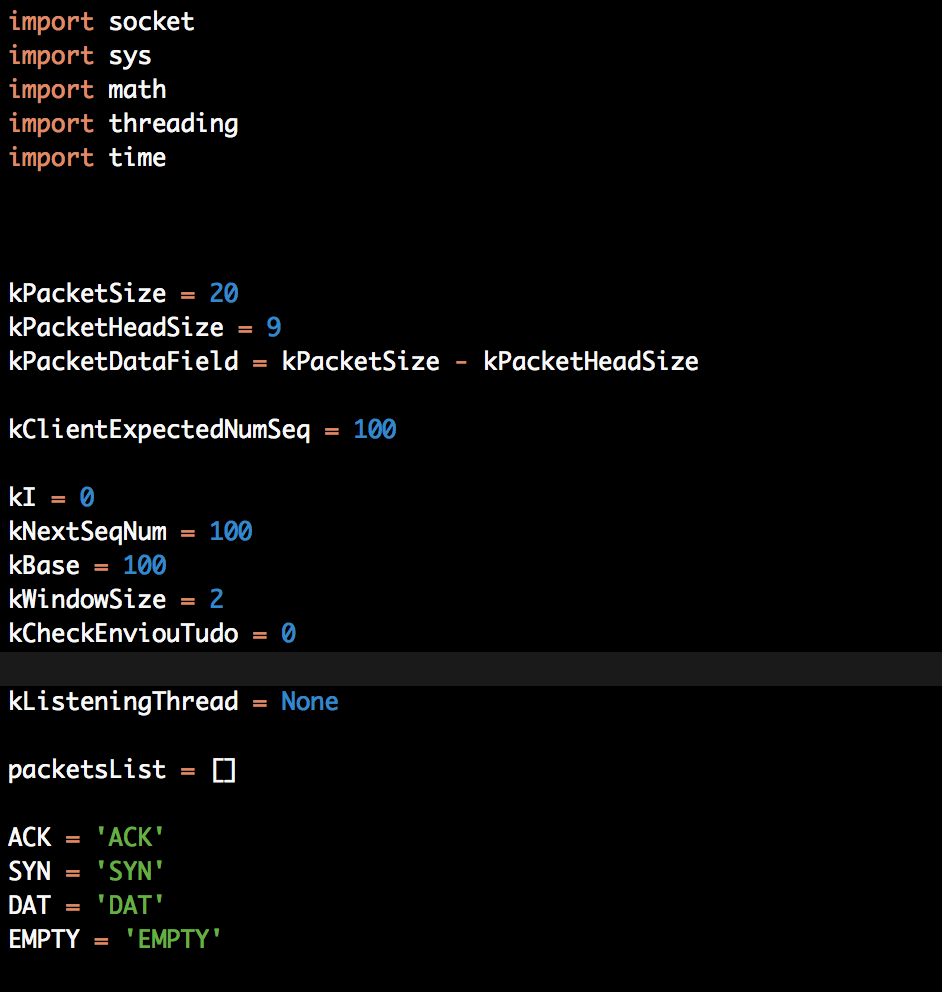 import socket
import sys
import math
import threading
import time
kPacketSize = 20
kPacketHeadSize = 9
kPacketDataField = kPacketSize - kPacketHeadSize
kClientExpectedNumSeq = 100
kI = 0
kNextSeqNum = 100
kBase = 100
kWindowSize = 2
kCheckEnviouTudo = 0
kListeningThread = None
packetsList = []
ACK = 'ACK'
SYN = 'SYN'
DAT = 'DAT'
EMPTY = 'EMPTY'